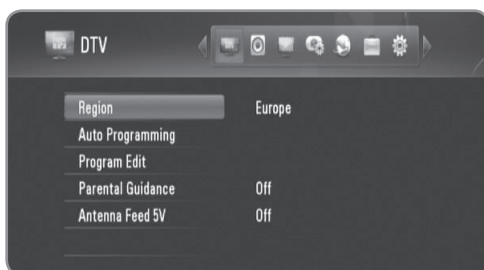 DTV
Region Europe
Auto Programming
Program Edit
Parental Guidance Off
Antenna Feed 5V Off